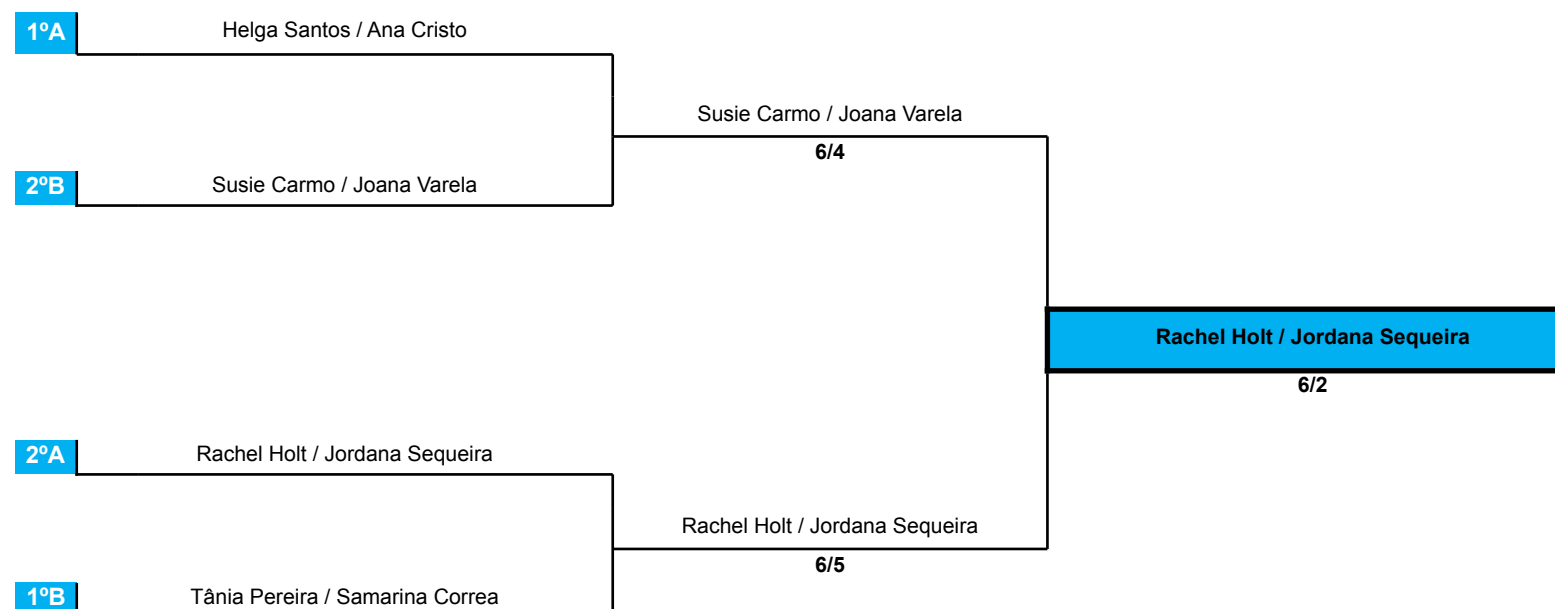 1ºA
Helga Santos / Ana Cristo
Susie Carmo / Joana Varela
6/4
2ºB
Susie Carmo / Joana Varela
Rachel Holt / Jordana Sequeira
6/2
2ºA
Rachel Holt / Jordana Sequeira
Rachel Holt / Jordana Sequeira
6/5
1ºB
Tânia Pereira / Samarina Correa